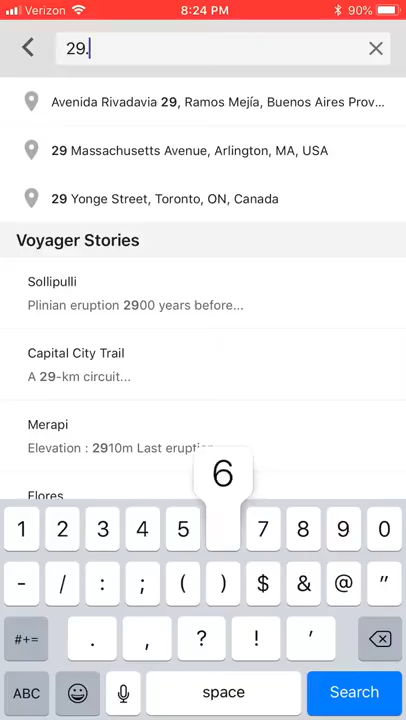 Verizon 8:24 PM 90%
29.
Avenida Rivadavia 29, Ramos Mejía, Buenos Aires Prov...
29 Massachusetts Avenue, Arlington, MA, USA
29 Yonge Street, Toronto, ON, Canada
Voyager Stories
Sollipulli
Plinian eruption 2900 years before...
Capital City Trail
A 29-km circuit...
Merapi
Elevation : 2910m Last eruption
Flores
6
1 2 3 4 5 7 8 9 0
- / : ; ( ) $ & @ "
#+= . , ? ! '
ABC space Search